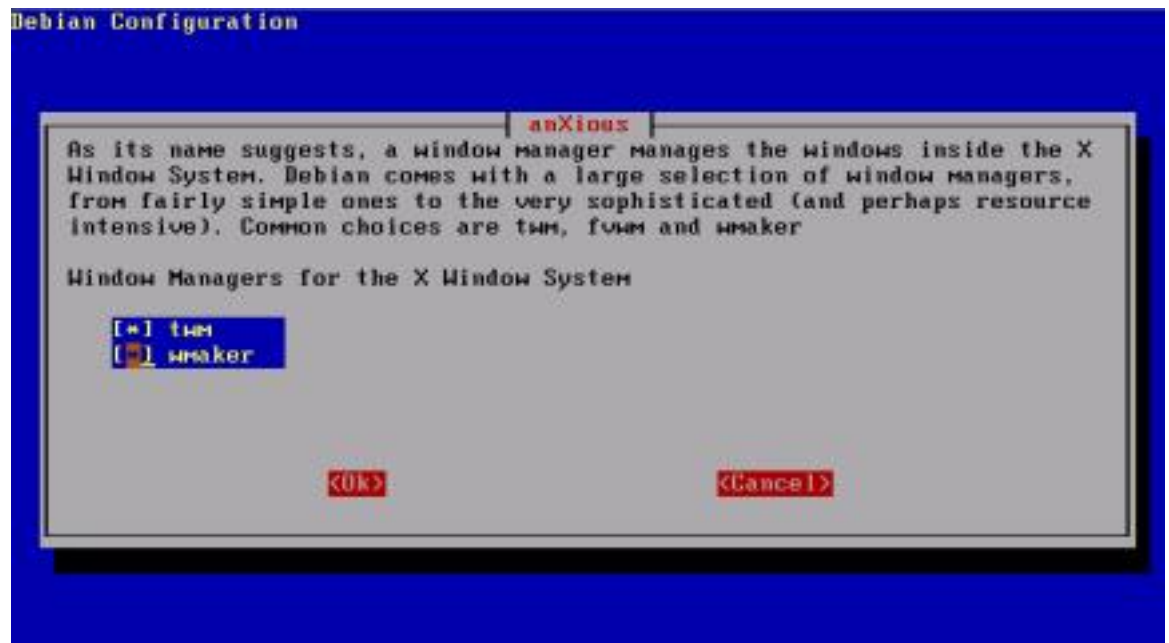 Debian Configuration
anXious
As its name suggests, a window manager manages the windows inside the X
Window System. Debian comes with a large selection of window managers,
from fairly simple ones to the very sophisticated (and perhaps resource
intensive). Common choices are twm, fvwm and wmaker
Window Managers for the X Window System
[*] twm
[*] wmaker
<Ok> <Cancel>